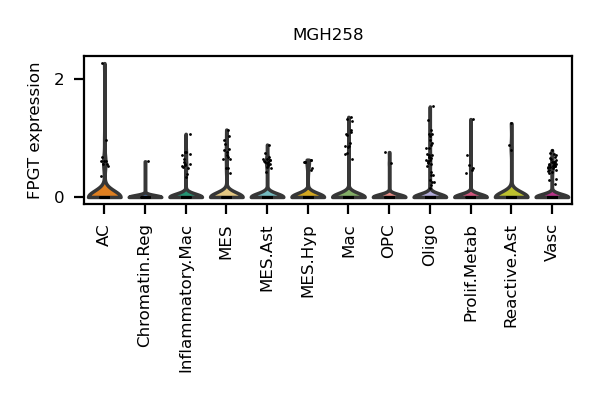 MGH258
FPGT expression
2
0
AC
Chromatin.Reg
Inflammatory.Mac
MES
MES.Ast
MES.Hyp
Mac
OPC
Oligo
Prolif.Metab
Reactive.Ast
Vasc